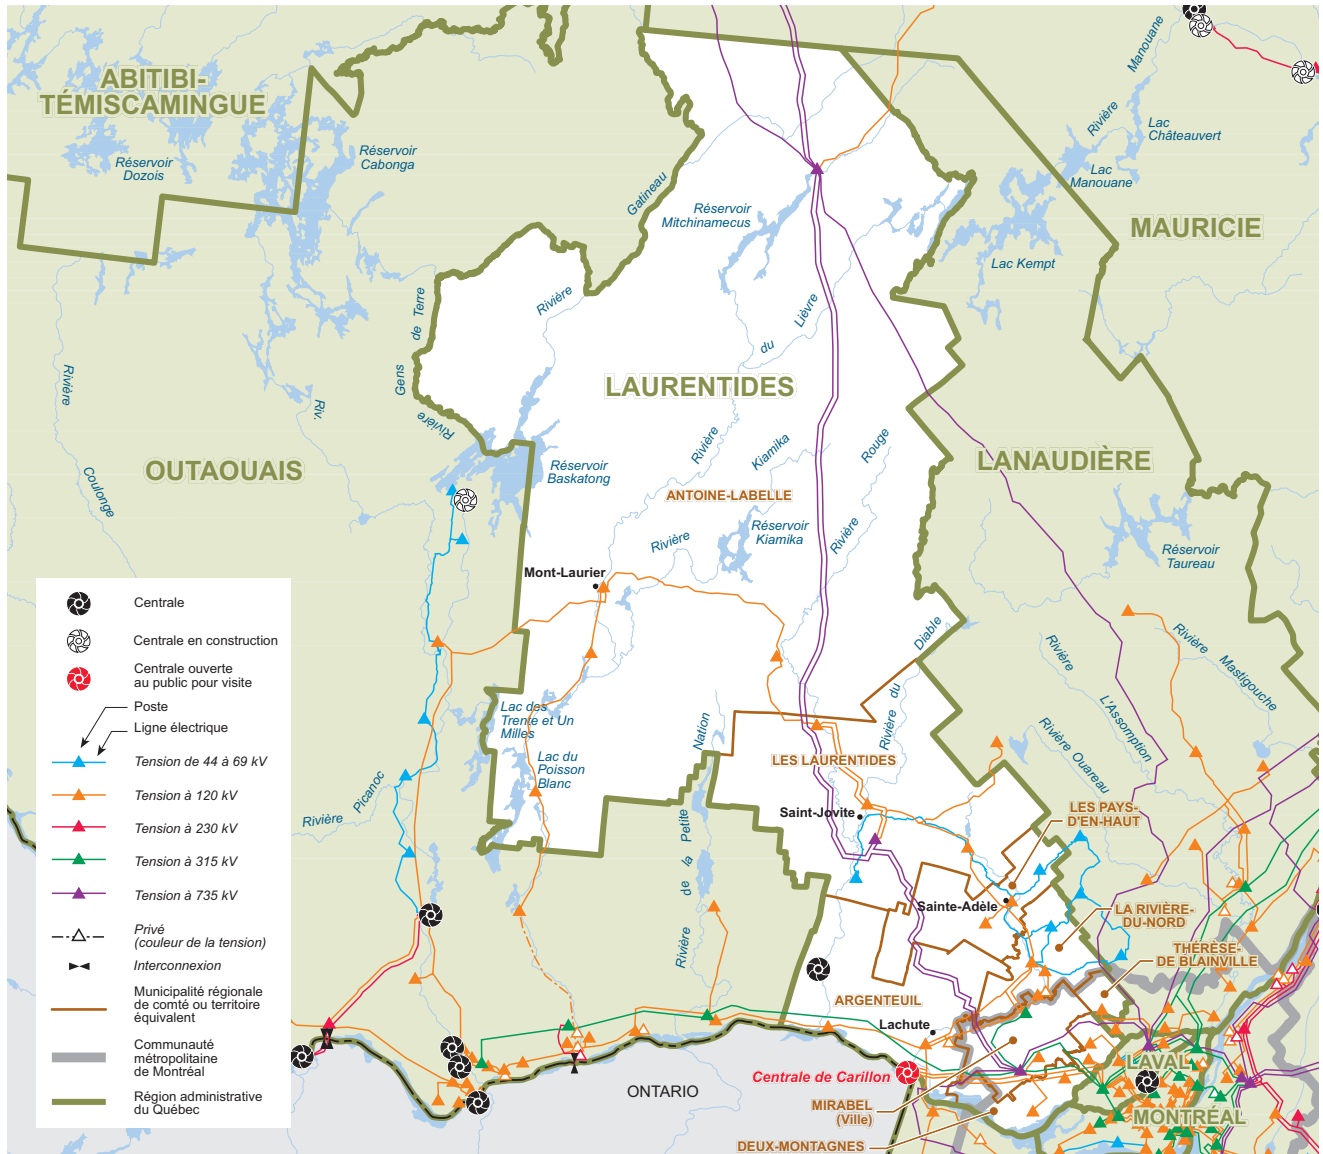 ABITIBI-
TÉMISCAMINGUE
Réservoir
Dozois
Réservoir
Cabonga
Gatineau
Réservoir
Mitchinamecus
Manouane
Rivière
Lac
Châteauvert
Lac
Manouane
MAURICIE
Lac Kempt
Rivière
Gens de Terre
Rivière
Lièvre
du
Rivière
LAURENTIDES
Rivière
Coulonge
Riv.
OUTAOUAIS
Réservoir
Baskatong
Kiamika
Rouge
Rivière
ANTOINE-LABELLE
LANAUDIÈRE
Réservoir
Kiamika
Rivière
Réservoir
Taureau
Mont-Laurier
Diable
du
Rivière
Rivière
L'Assomption
Rivière
Mastigouche
Rivière Ouareau
Lac des
Trente et Un
Milles
Nation
Lac du
Poisson
Blanc
Petite
la
de
Rivière
Picanoc
Rivière
LES LAURENTIDES
Saint-Jovite
LES PAYS-
D'EN-HAUT
Sainte-Adèle
LA RIVIÈRE-
DU-NORD
THÉRÈSE-
DE BLAINVILLE
ARGENTEUIL
Lachute
Centrale de Carillon
ONTARIO
MIRABEL
(Ville)
DEUX-MONTAGNES
LAVAL
MONTRÉAL
Centrale
Centrale en construction
Centrale ouverte
au public pour visite
Poste
Ligne électrique
Tension de 44 à 69 kV
Tension à 120 kV
Tension à 230 kV
Tension à 315 kV
Tension à 735 kV
Privé
(couleur de la tension)
Interconnexion
Municipalité régionale
de comté ou territoire
équivalent
Communauté
métropolitaine
de Montréal
Région administrative
du Québec